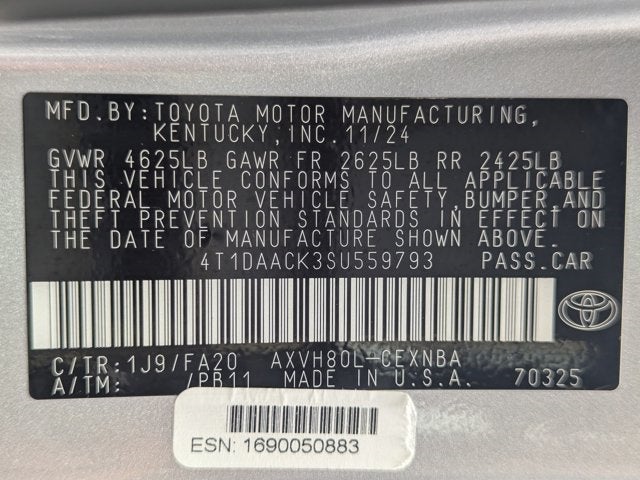 MFD.BY:TOYOTA MOTOR MANUFACTURING,
KENTUCKY,INC.11/24
GVWR 4625LB GAWR FR 2625LB RR 2425LB
THIS VEHICLE CONFORMS TO ALL APPLICABLE
FEDERAL MOTOR VEHICLE SAFETY,BUMPER,AND
THEFT PREVENTION STANDARDS IN EFFECT ON
THE DATE OF MANUFACTURE SHOWN ABOVE.
4T1DAACK3SU559793 PASS.CAR
C/TR:1J9/FA20 AXVH80L-CEXNBA
A/TM: /PB11 MADE IN U.S.A. 70325
ESN: 1690050883